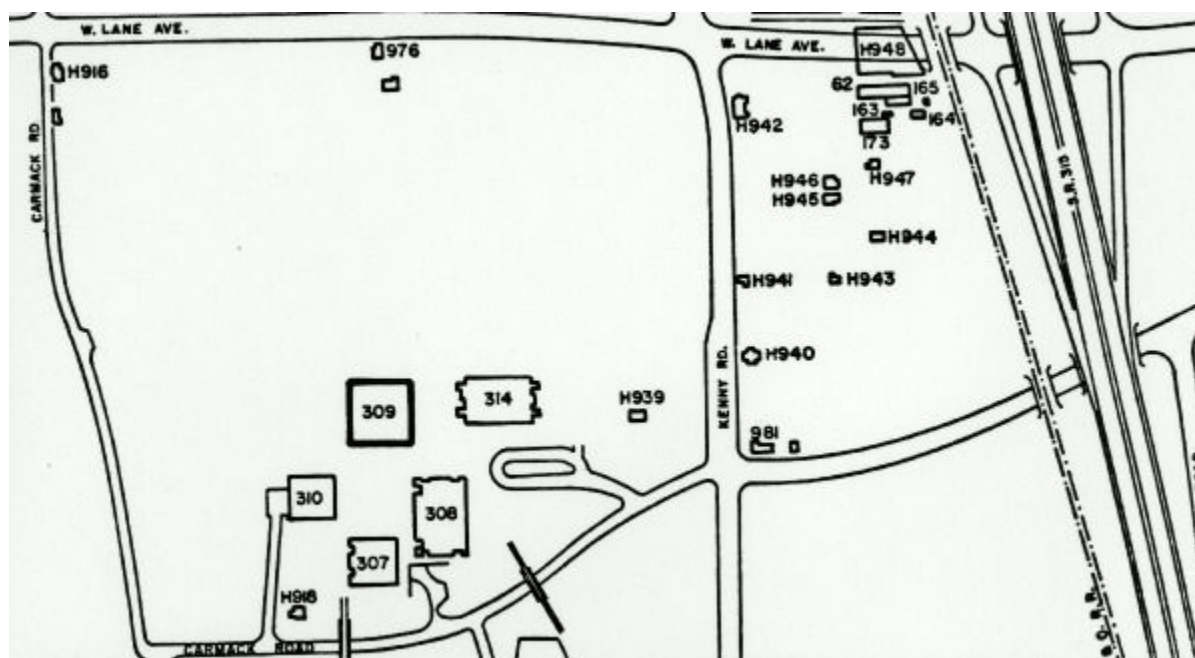 W. LANE AVE.
976
W. LANE AVE.
H948
H916
62
165
163
164
H942
173
CARMACK RD
H946
H947
S.R. 315
H945
H944
H941
H943
H940
KENNY RD.
309
314
H939
981
310
308
307
H918
CARMACK ROAD